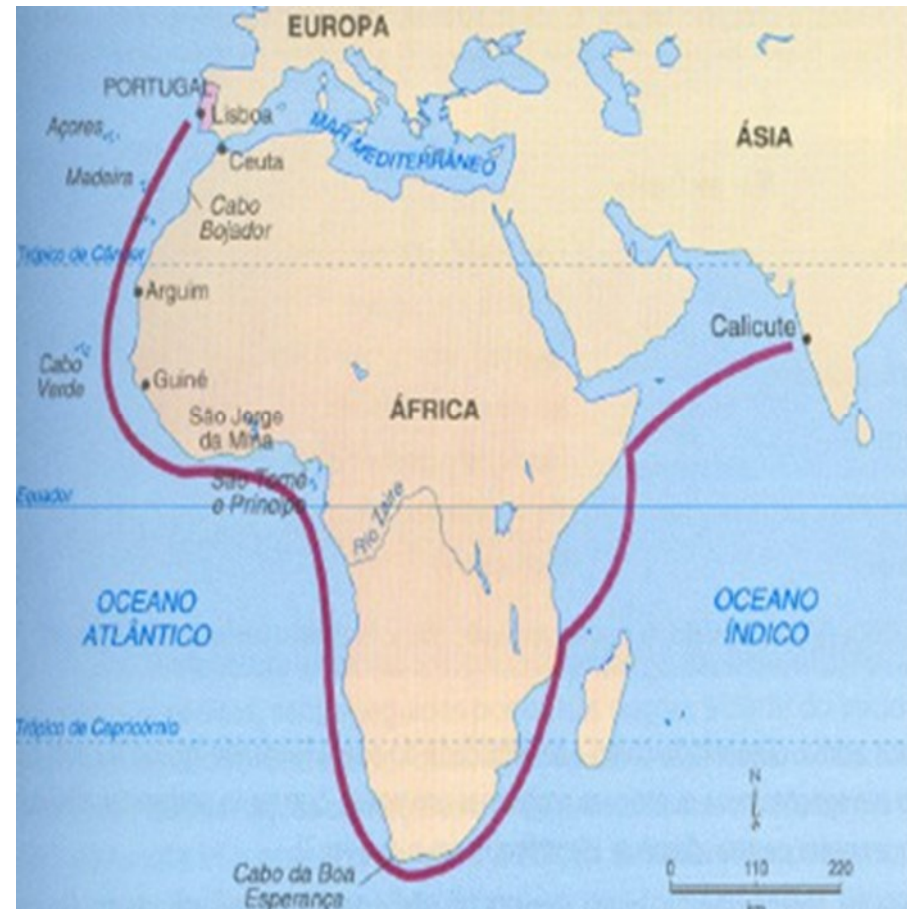 EUROPA
PORTUGAL
Lisboa
Açores
Ceuta
MAR MEDITERRÂNEO
ÁSIA
Madeira
Cabo
Bojador
Trópico de Câncer
Arguim
Calicute
Cabo
Verde
Guiné
ÁFRICA
São Jorge
da Mina
São Tomé
e Príncipe
Equador
Rio Zaire
OCEANO
ATLÂNTICO
OCEANO
ÍNDICO
Trópico de Capricórnio
N
Cabo da Boa
Esperança
0 110 220
km